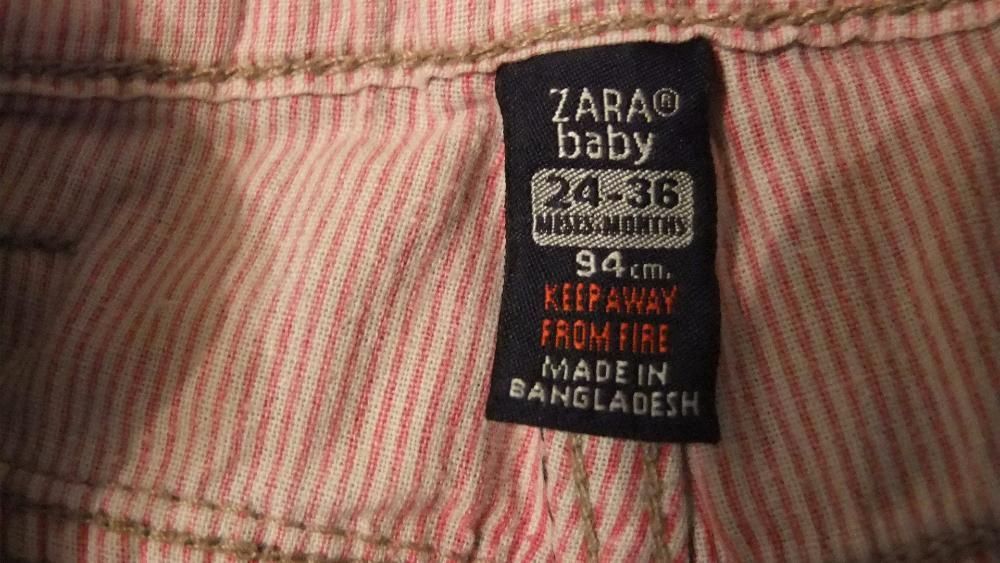 ZARA®
baby
24-36
MESES·MONTHS
94cm.
KEEP AWAY
FROM FIRE
MADE IN
BANGLADESH